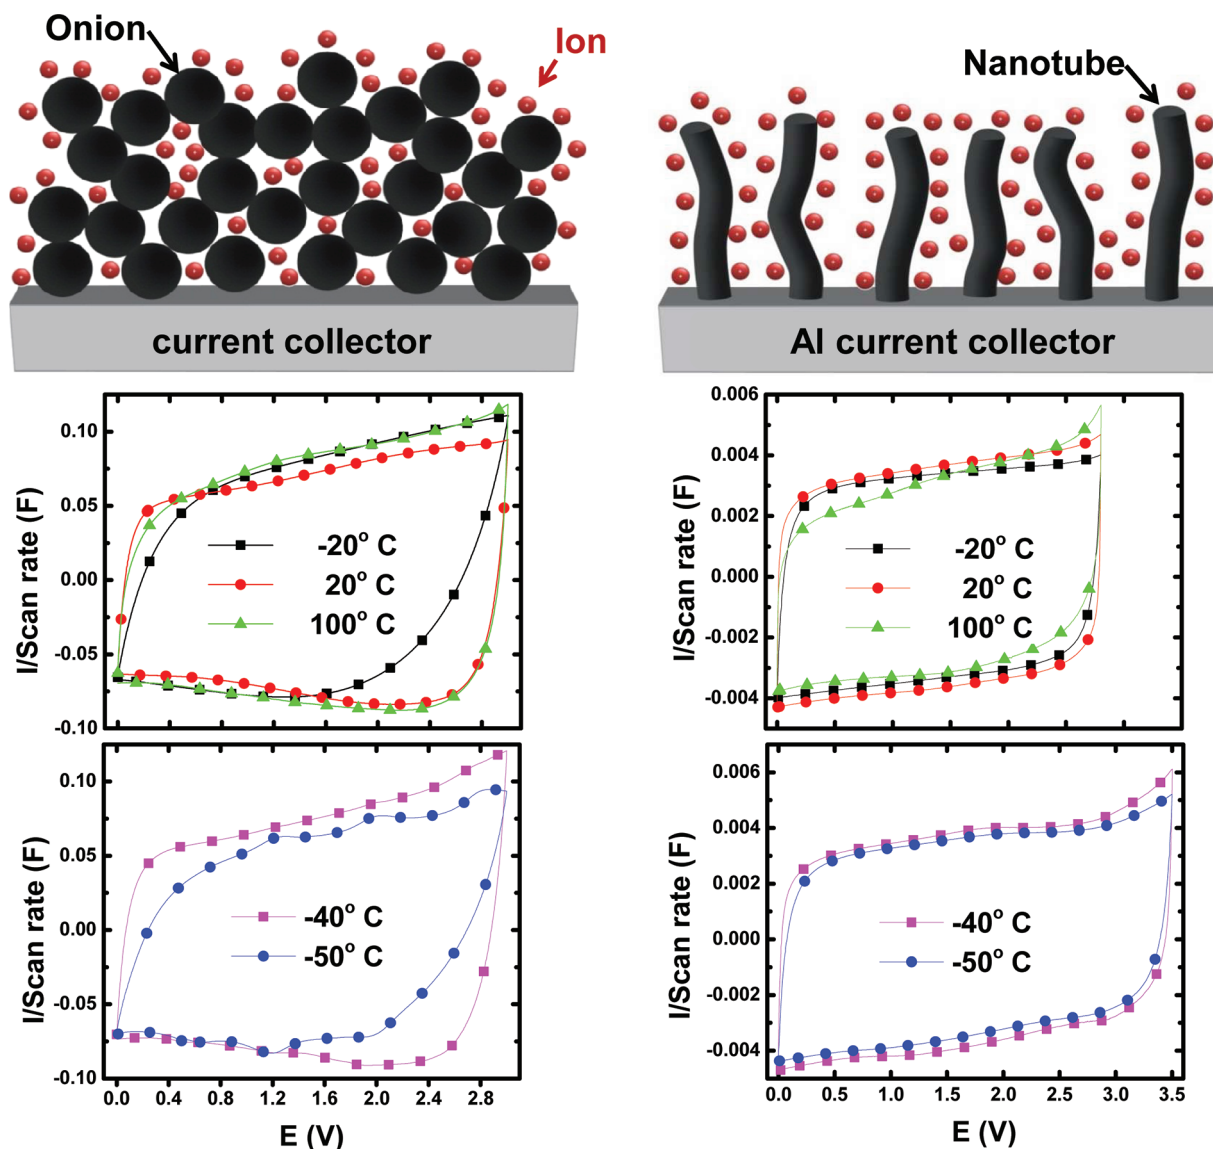 Onion
Ion
current collector
Nanotube
Al current collector
I/Scan rate (F)
0.10
0.05
0.00
-0.05
-0.10
-20° C
20° C
100° C
I/Scan rate (F)
0.006
0.004
0.002
0.000
-0.002
-0.004
-20° C
20° C
100° C
I/Scan rate (F)
0.10
0.05
0.00
-0.05
-0.10
-40° C
-50° C
0.0 0.4 0.8 1.2 1.6 2.0 2.4 2.8
E (V)
I/Scan rate (F)
0.006
0.004
0.002
0.000
-0.002
-0.004
-40° C
-50° C
0.0 0.5 1.0 1.5 2.0 2.5 3.0 3.5
E (V)